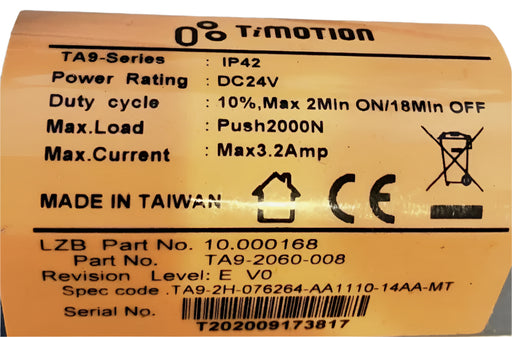 TiMOTION
TA9-Series : IP42
Power Rating : DC24V
Duty cycle : 10%,Max 2Min ON/18Min OFF
Max.Load : Push2000N
Max.Current : Max3.2Amp
MADE IN TAIWAN CE
LZB Part No. 10.000168
Part No. TA9-2060-008
Revision Level: E V0
Spec code .TA9-2H-076264-AA1110-14AA-MT
Serial No.
T202009173817